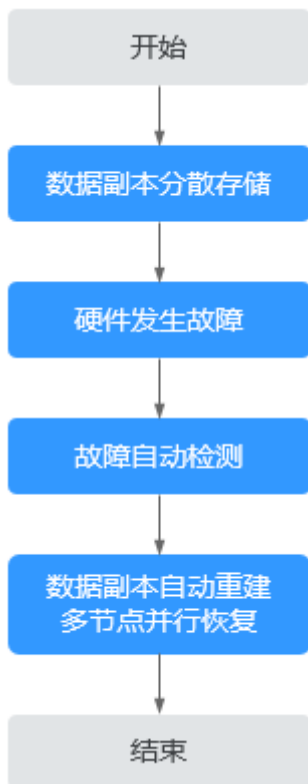 开始
数据副本分散存储
硬件发生故障
故障自动检测
数据副本自动重建
多节点并行恢复
结束